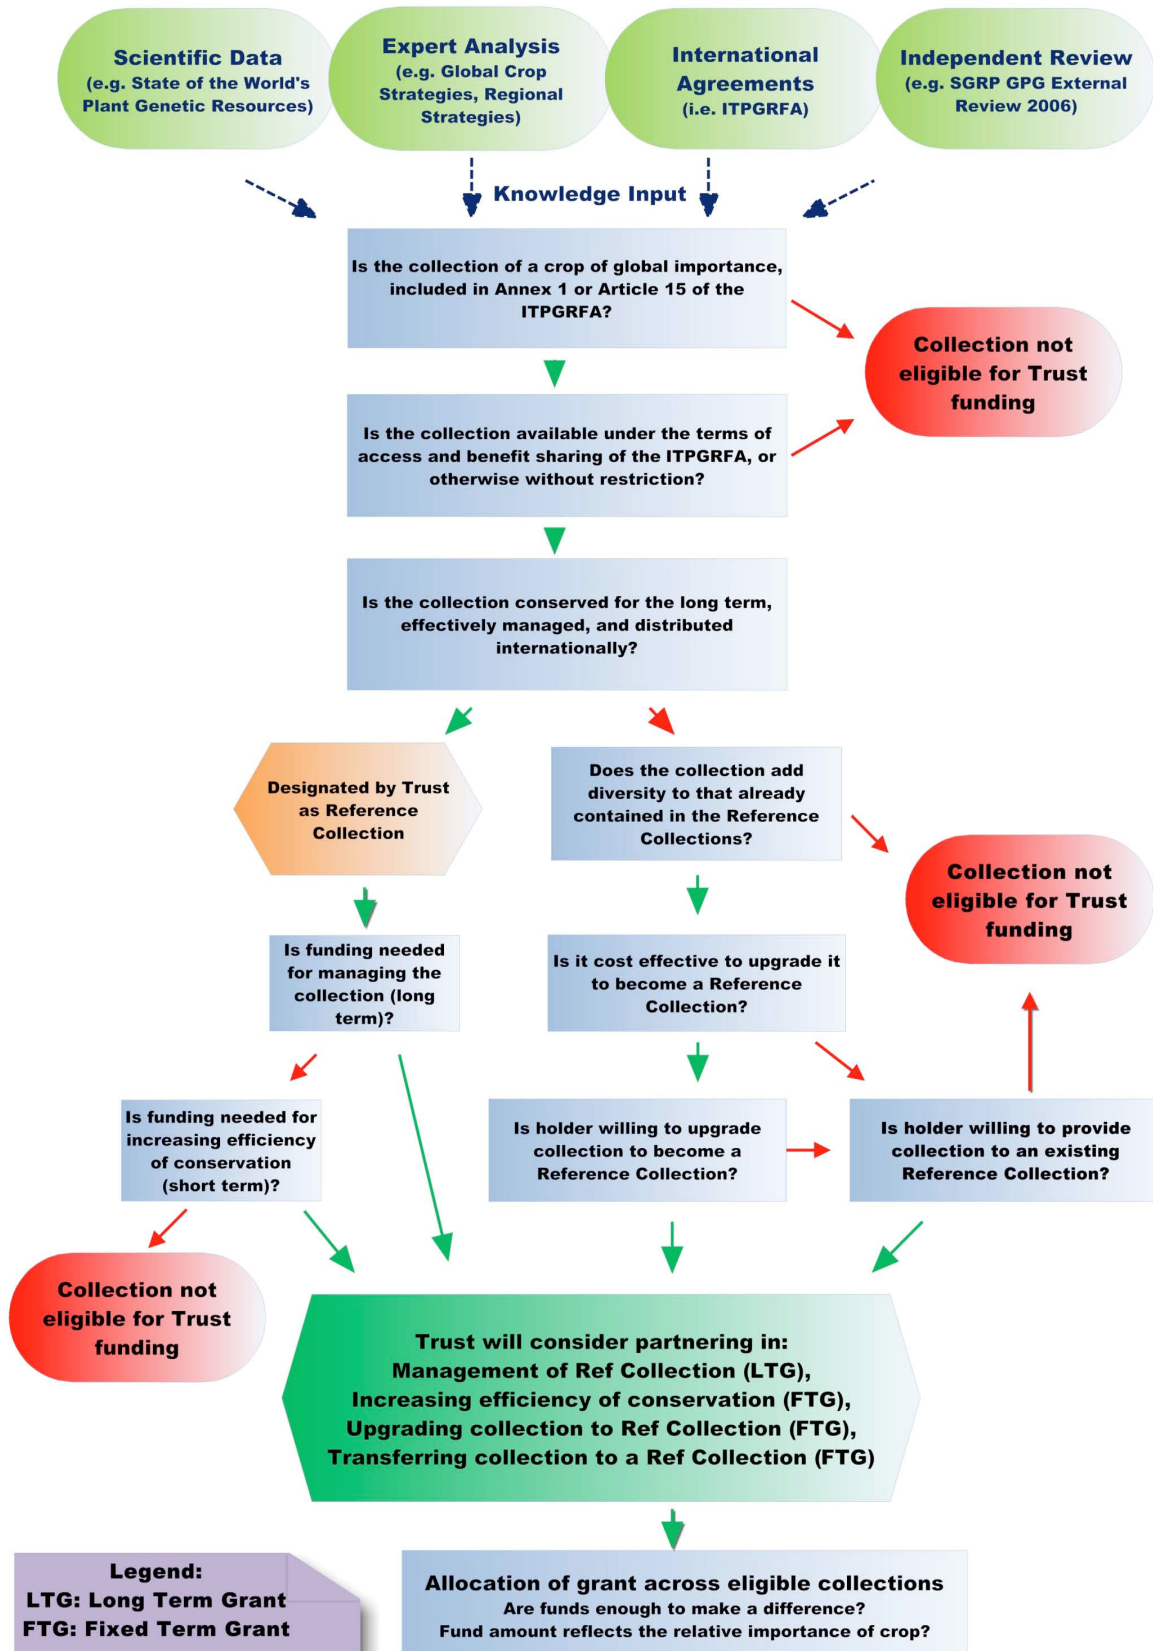 Scientific Data
(e.g. State of the World's
Plant Genetic Resources)
Expert Analysis
(e.g. Global Crop
Strategies, Regional
Strategies)
International
Agreements
(i.e. ITPGRFA)
Independent Review
(e.g. SGRP GPG External
Review 2006)
Knowledge Input
Is the collection of a crop of global importance,
included in Annex 1 or Article 15 of the
ITPGRFA?
Collection not
eligible for Trust
funding
Is the collection available under the terms of
access and benefit sharing of the ITPGRFA, or
otherwise without restriction?
Is the collection conserved for the long term,
effectively managed, and distributed
internationally?
Designated by Trust
as Reference
Collection
Does the collection add
diversity to that already
contained in the Reference
Collections?
Collection not
eligible for Trust
funding
Is funding needed
for managing the
collection (long
term)?
Is it cost effective to upgrade it
to become a Reference
Collection?
Is funding needed for
increasing efficiency
of conservation
(short term)?
Is holder willing to upgrade
collection to become a
Reference Collection?
Is holder willing to provide
collection to an existing
Reference Collection?
Collection not
eligible for Trust
funding
Trust will consider partnering in:
Management of Ref Collection (LTG),
Increasing efficiency of conservation (FTG),
Upgrading collection to Ref Collection (FTG),
Transferring collection to a Ref Collection (FTG)
Legend:
LTG: Long Term Grant
FTG: Fixed Term Grant
Allocation of grant across eligible collections
Are funds enough to make a difference?
Fund amount reflects the relative importance of crop?